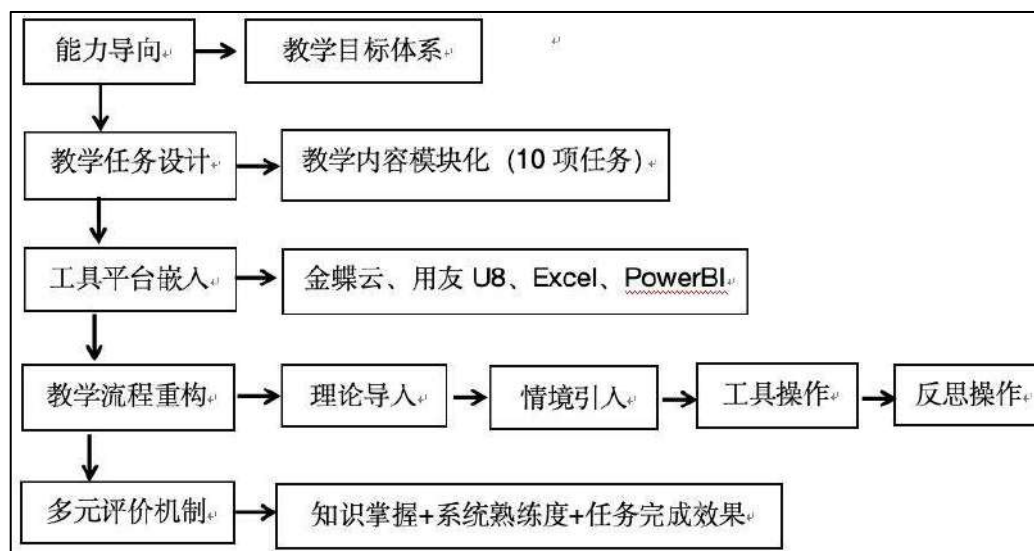 能力导向 教学目标体系
教学任务设计 教学内容模块化 (10 项任务)
工具平台嵌入 金蝶云、用友 U8、Excel、PowerBI
教学流程重构 理论导入 情境引入 工具操作 反思操作
多元评价机制 知识掌握+系统熟练度+任务完成效果